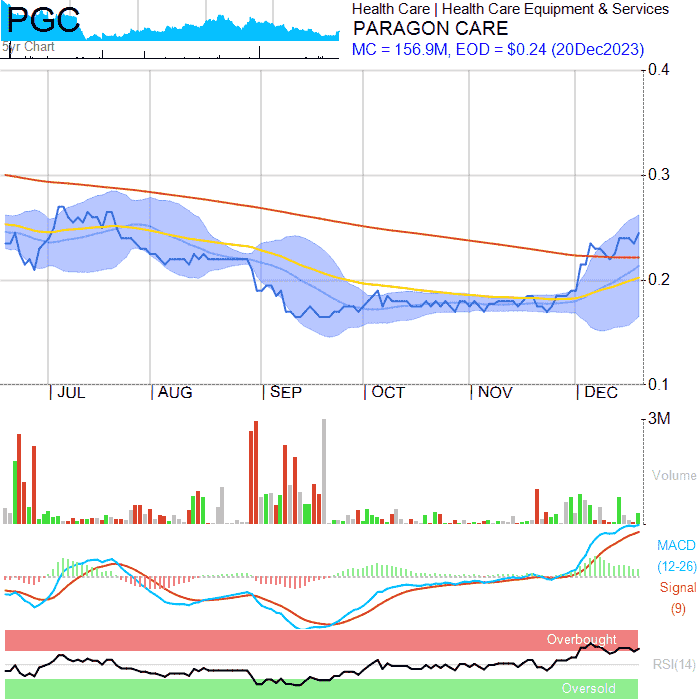 PGC
5yr Chart
Health Care | Health Care Equipment & Services
PARAGON CARE
MC = 156.9M, EOD = $0.24 (20Dec2023)
0.4
0.3
0.2
0.1
JUL
AUG
SEP
OCT
NOV
DEC
3M
Volume
MACD
(12-26)
Signal
(9)
Overbought
RSI(14)
Oversold